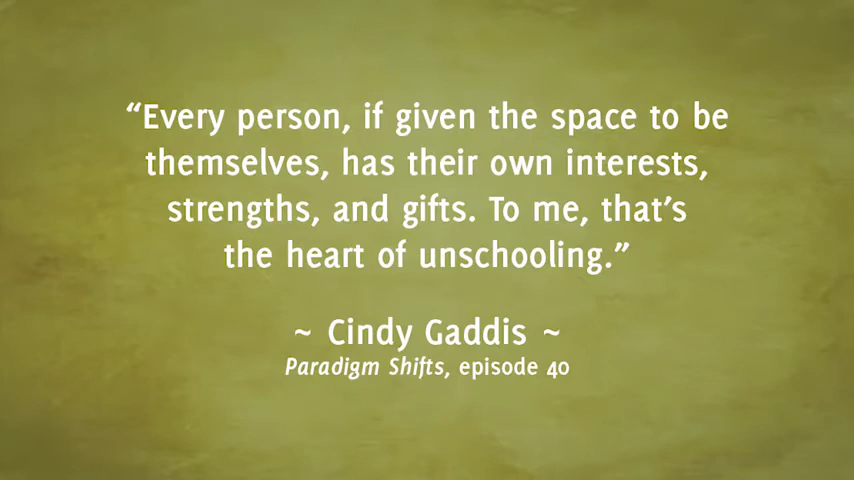 “Every person, if given the space to be
themselves, has their own interests,
strengths, and gifts. To me, that’s
the heart of unschooling.”
~ Cindy Gaddis ~
Paradigm Shifts, episode 40